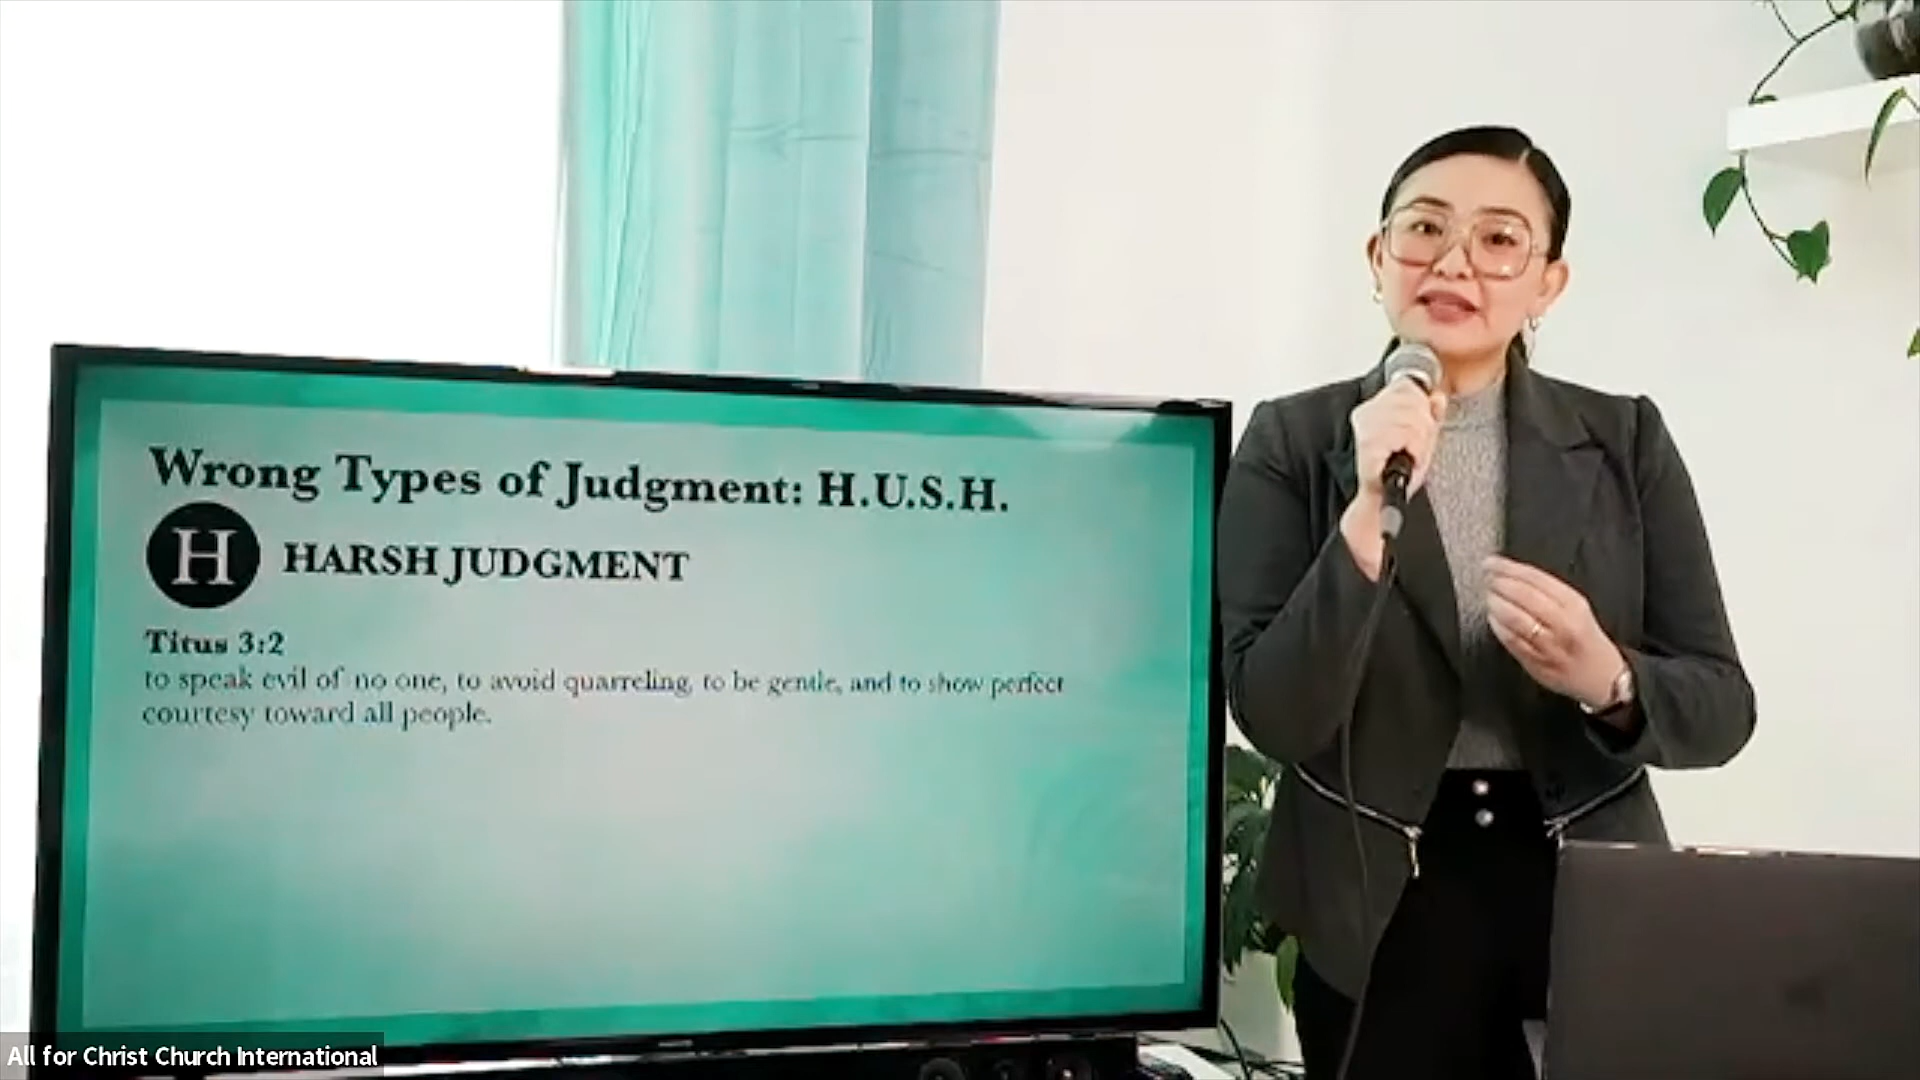 Wrong Types of Judgment: H.U.S.H.
H HARSH JUDGMENT
Titus 3:2
to speak evil of no one, to avoid quarreling, to be gentle, and to show perfect
courtesy toward all people.
All for Christ Church International